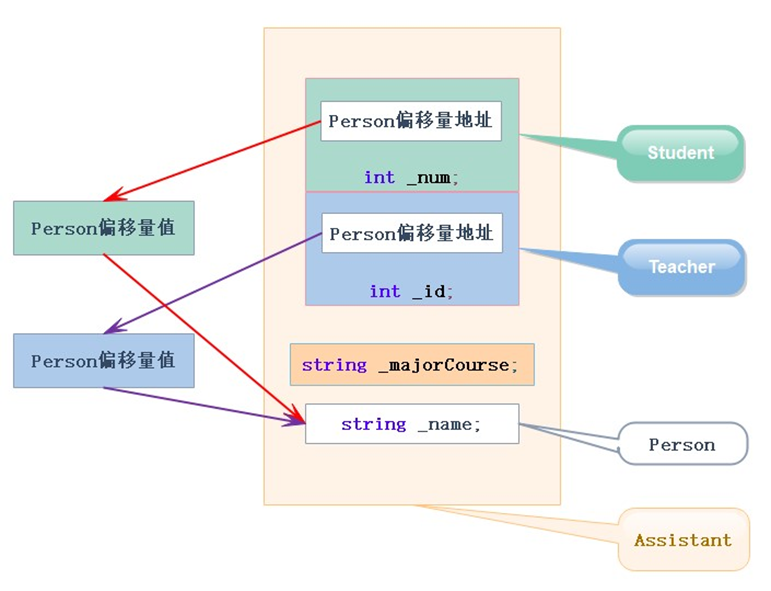 Person偏移量地址
int _num;
Student
Person偏移量值
Person偏移量地址
int _id;
Teacher
Person偏移量值
string _majorCourse;
string _name;
Person
Assistant